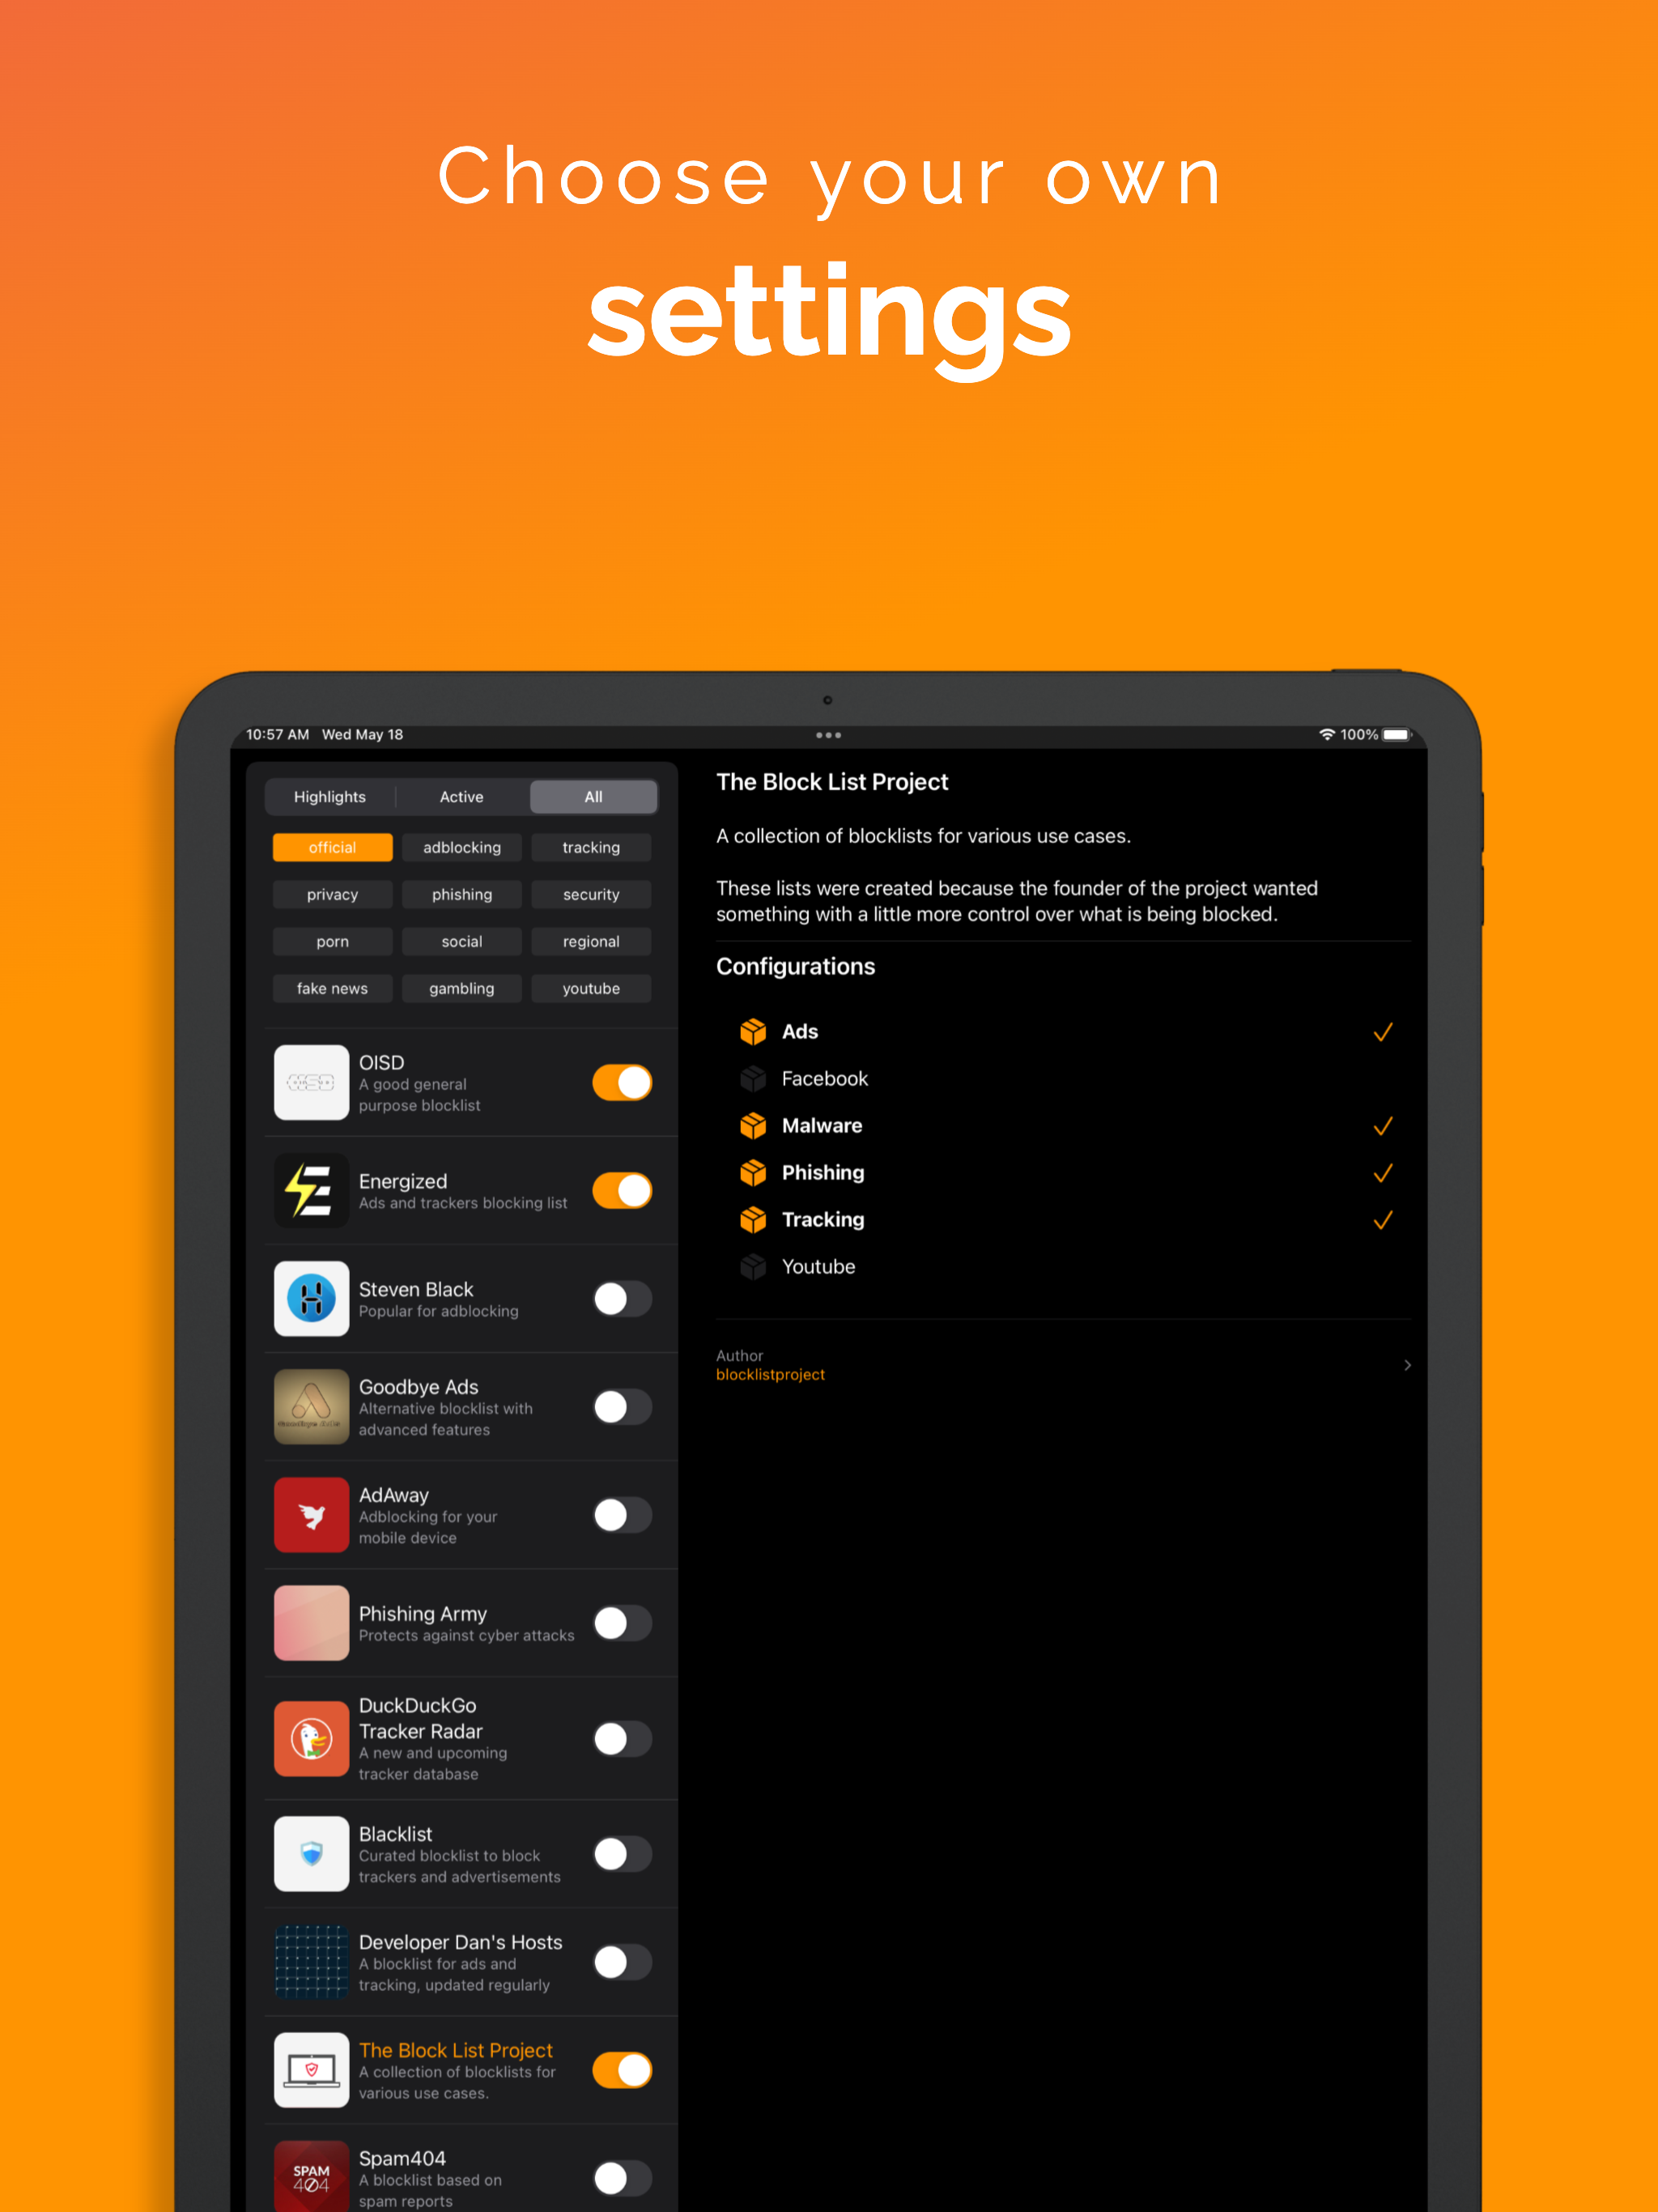 Choose your own
settings
10:57 AM Wed May 18
100%
Highlights
Active
All
official
adblocking
tracking
privacy
phishing
security
porn
social
regional
fake news
gambling
youtube
OISD
OISD
A good general
purpose blocklist
Energized
Ads and trackers blocking list
Steven Black
Popular for adblocking
Goodbye Ads
Alternative blocklist with
advanced features
AdAway
Adblocking for your
mobile device
Phishing Army
Protects against cyber attacks
DuckDuckGo
Tracker Radar
A new and upcoming
tracker database
Blacklist
Curated blocklist to block
trackers and advertisements
Developer Dan's Hosts
A blocklist for ads and
tracking, updated regularly
The Block List Project
A collection of blocklists for
various use cases.
SPAM
404
Spam404
A blocklist based on
spam reports
The Block List Project
A collection of blocklists for various use cases.
These lists were created because the founder of the project wanted
something with a little more control over what is being blocked.
Configurations
Ads
Facebook
Malware
Phishing
Tracking
Youtube
Author
blocklistproject